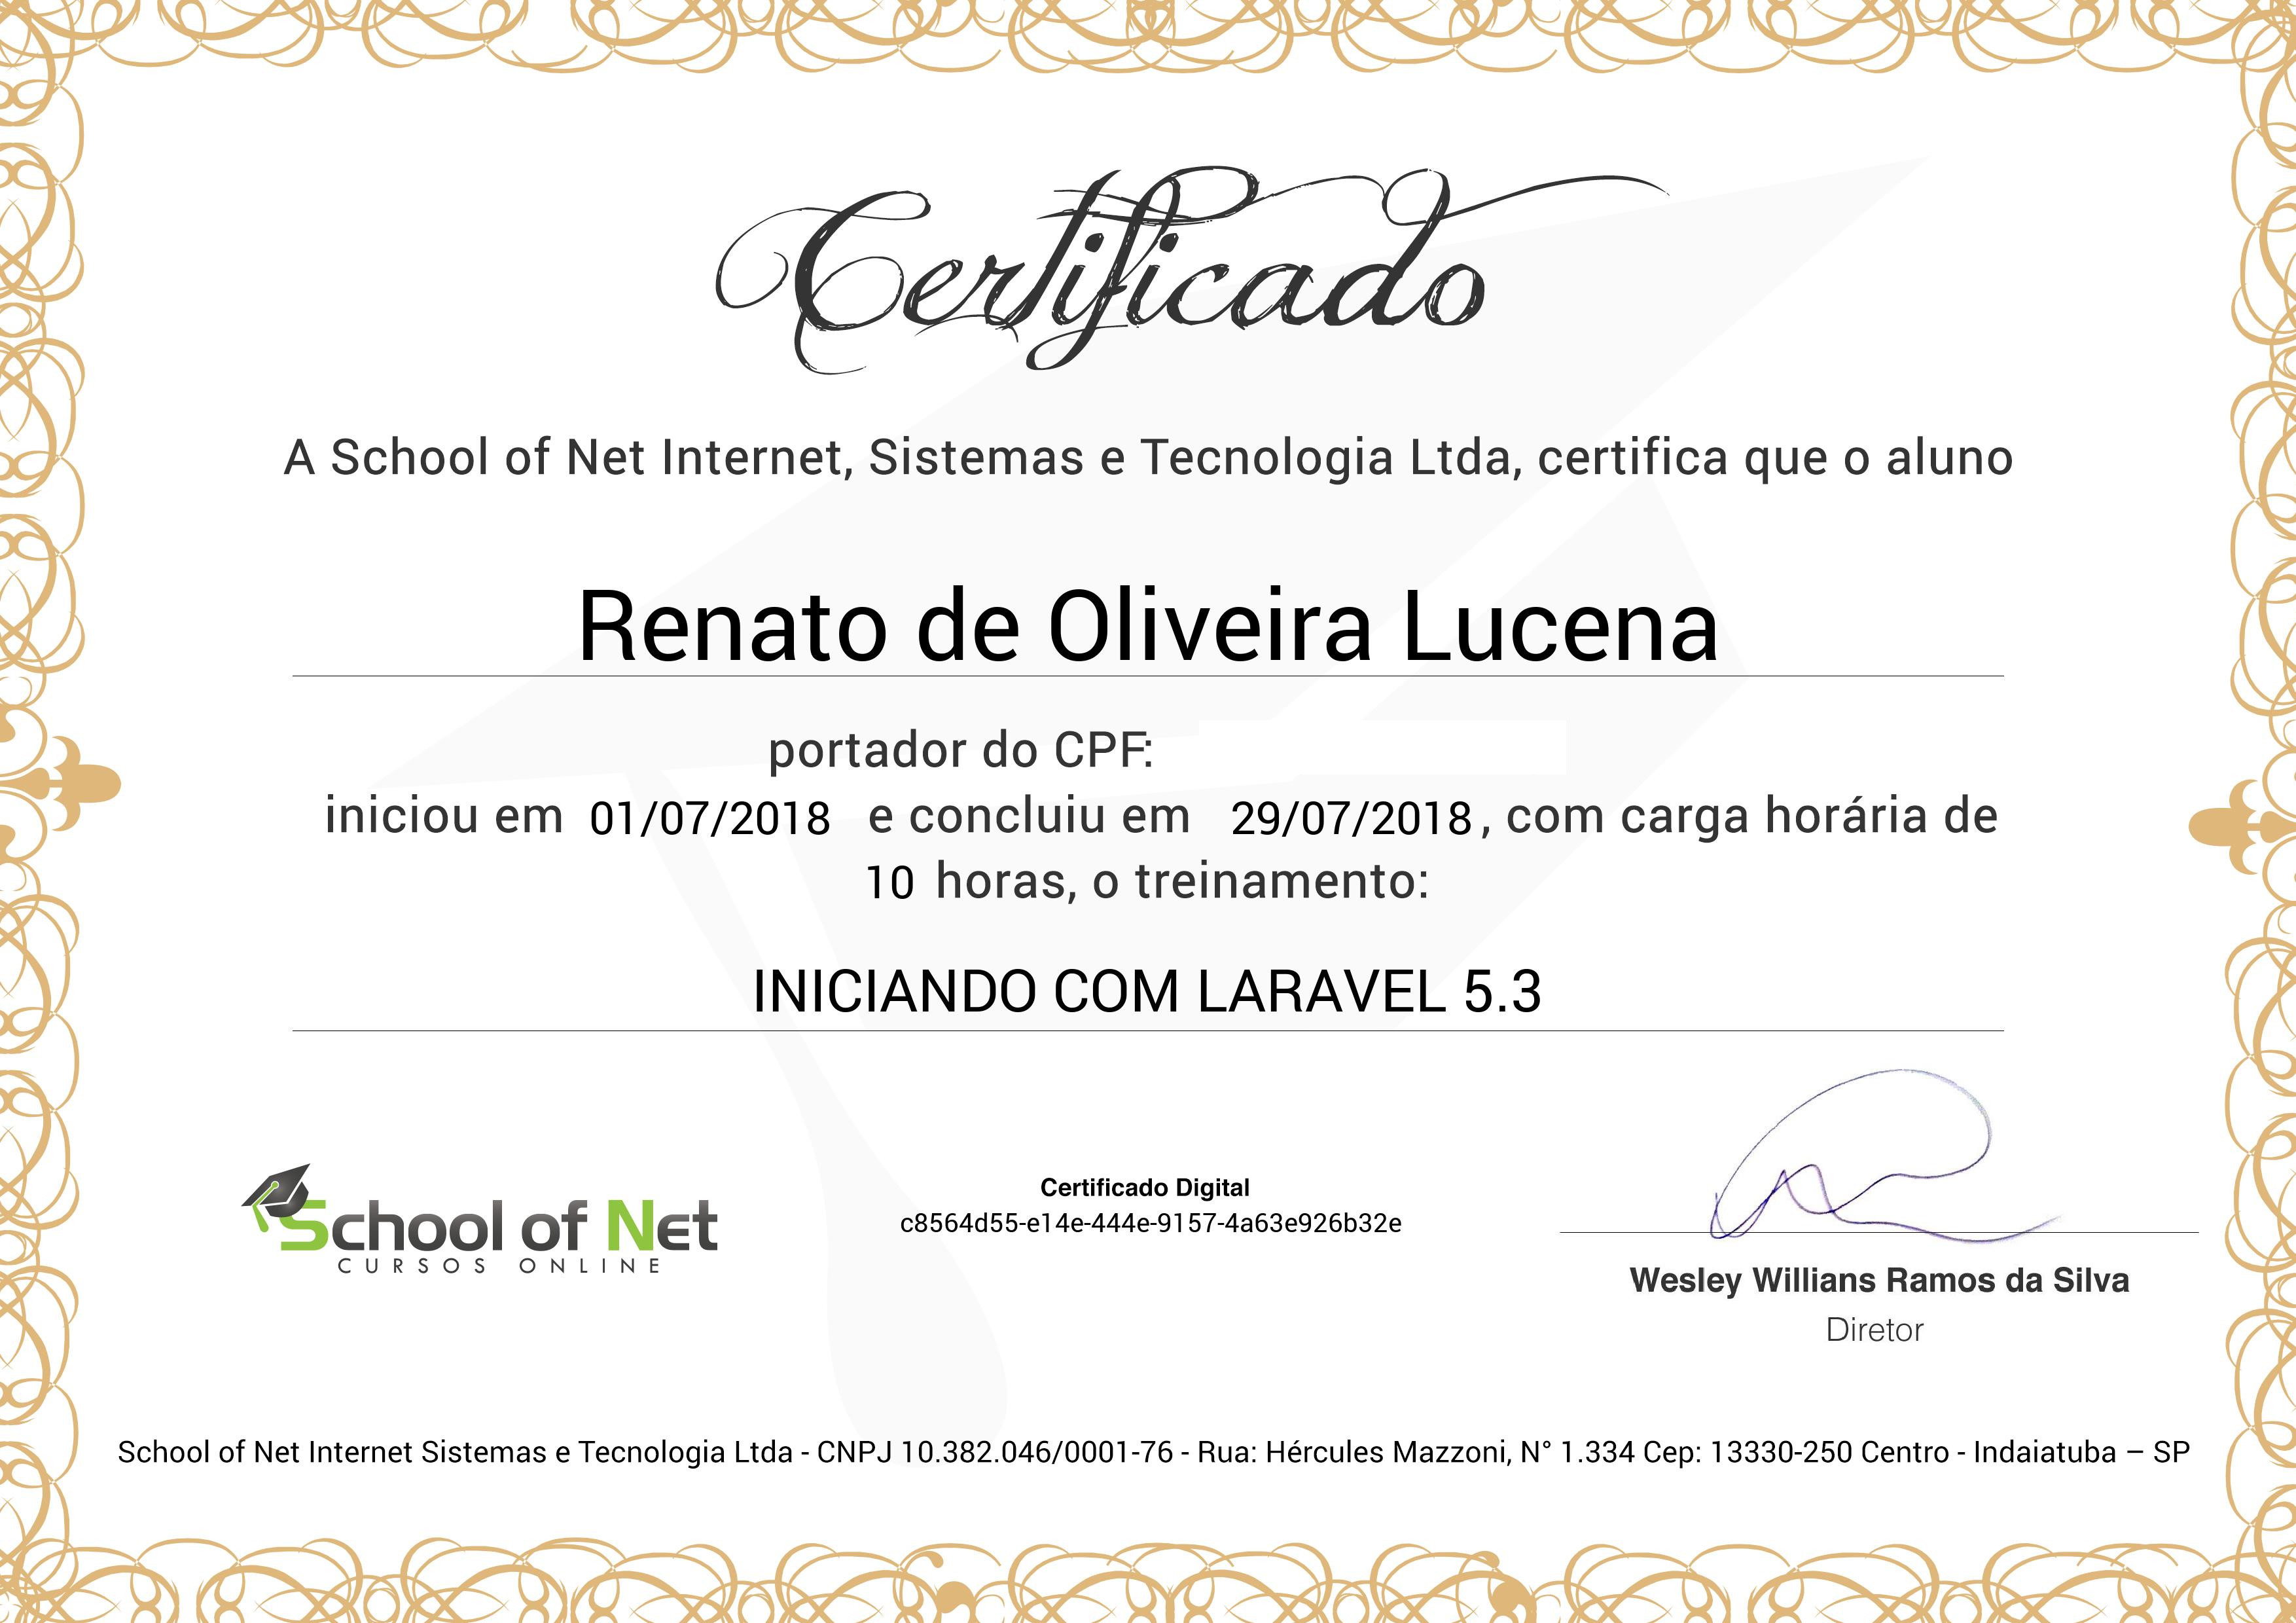 Certificado
A School of Net Internet, Sistemas e Tecnologia Ltda, certifica que o aluno
Renato de Oliveira Lucena
portador do CPF:
iniciou em 01/07/2018 e concluiu em 29/07/2018, com carga horária de
10 horas, o treinamento:
INICIANDO COM LARAVEL 5.3
School of Net
CURSOS ONLINE
Certificado Digital
c8564d55-e14e-444e-9157-4a63e926b32e
Wesley Willians Ramos da Silva
Diretor
School of Net Internet Sistemas e Tecnologia Ltda - CNPJ 10.382.046/0001-76 - Rua: Hércules Mazzoni, N° 1.334 Cep: 13330-250 Centro - Indaiatuba – SP